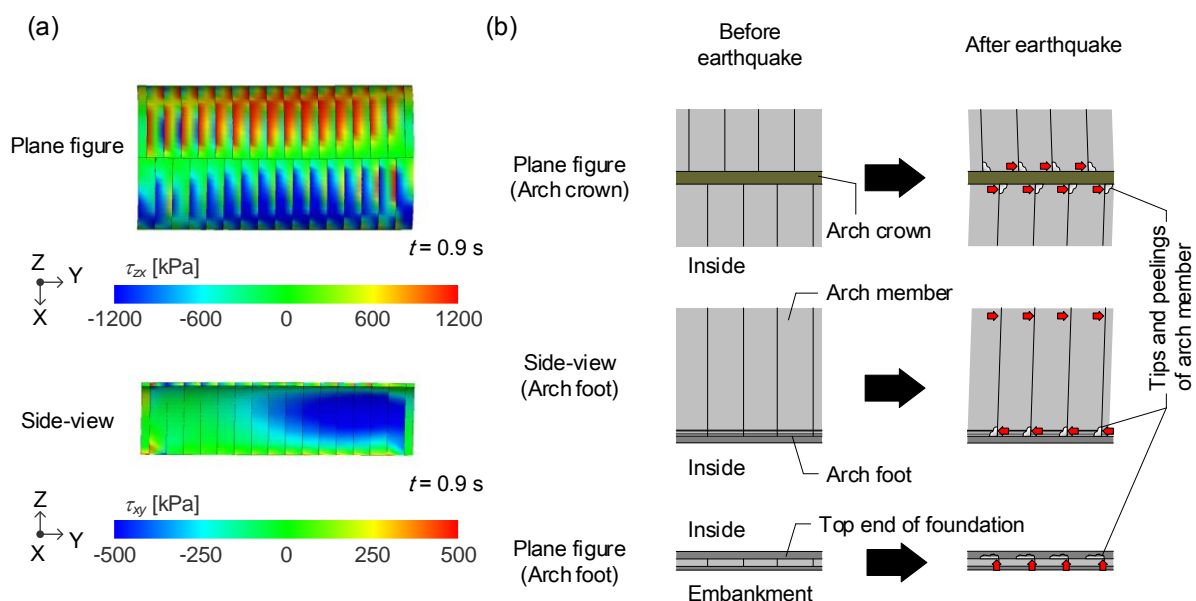 (a)
Plane figure
t = 0.9 s
Z
Y
X
τzx [kPa]
-1200 -600 0 600 1200
Side-view
t = 0.9 s
Z
Y
X
τxy [kPa]
-500 -250 0 250 500
(b)
Before
earthquake
After earthquake
Plane figure
(Arch crown)
Arch crown
Inside
Arch member
Side-view
(Arch foot)
Inside
Arch foot
Inside
Top end of foundation
Plane figure
(Arch foot)
Embankment
Tips and peelings
of arch member